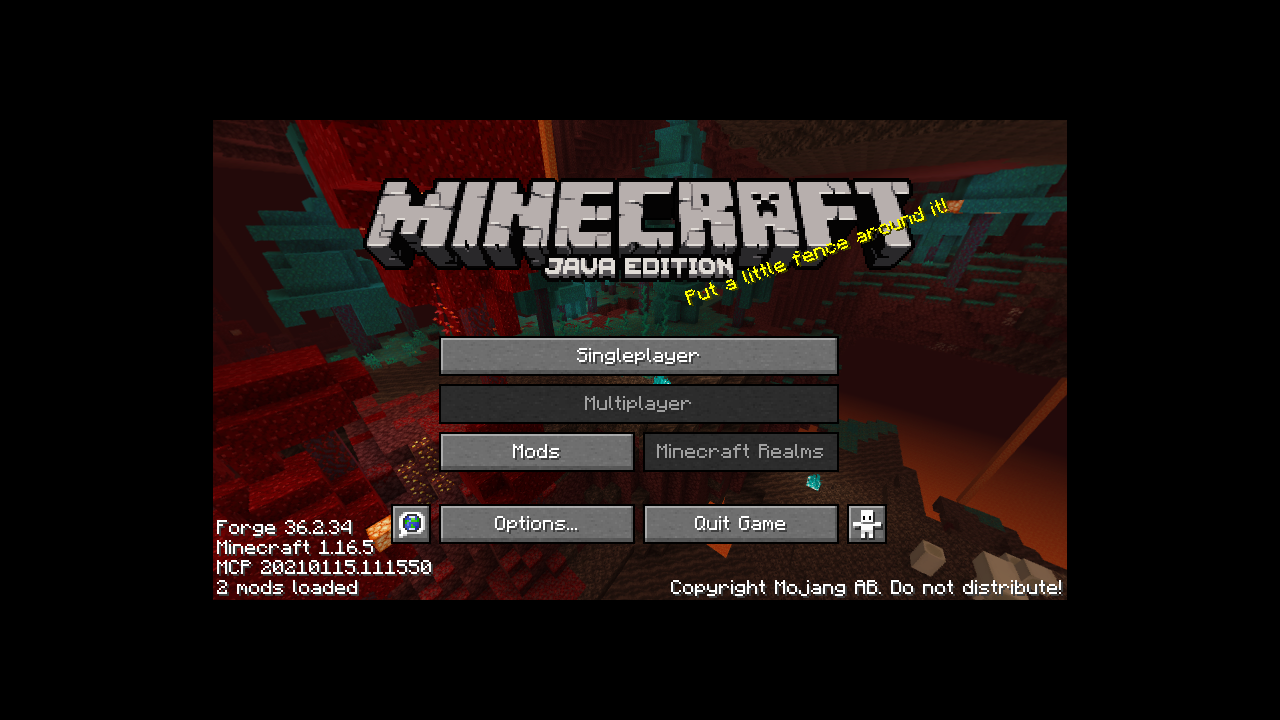 MINECRAFT
JAVA EDITION
Put a little fence around it!
Singleplayer
Multiplayer
Mods
Minecraft Realms
Options...
Quit Game
Forge 36.2.34
Minecraft 1.16.5
MCP 20210115.111550
2 mods loaded
Copyright Mojang AB. Do not distribute!